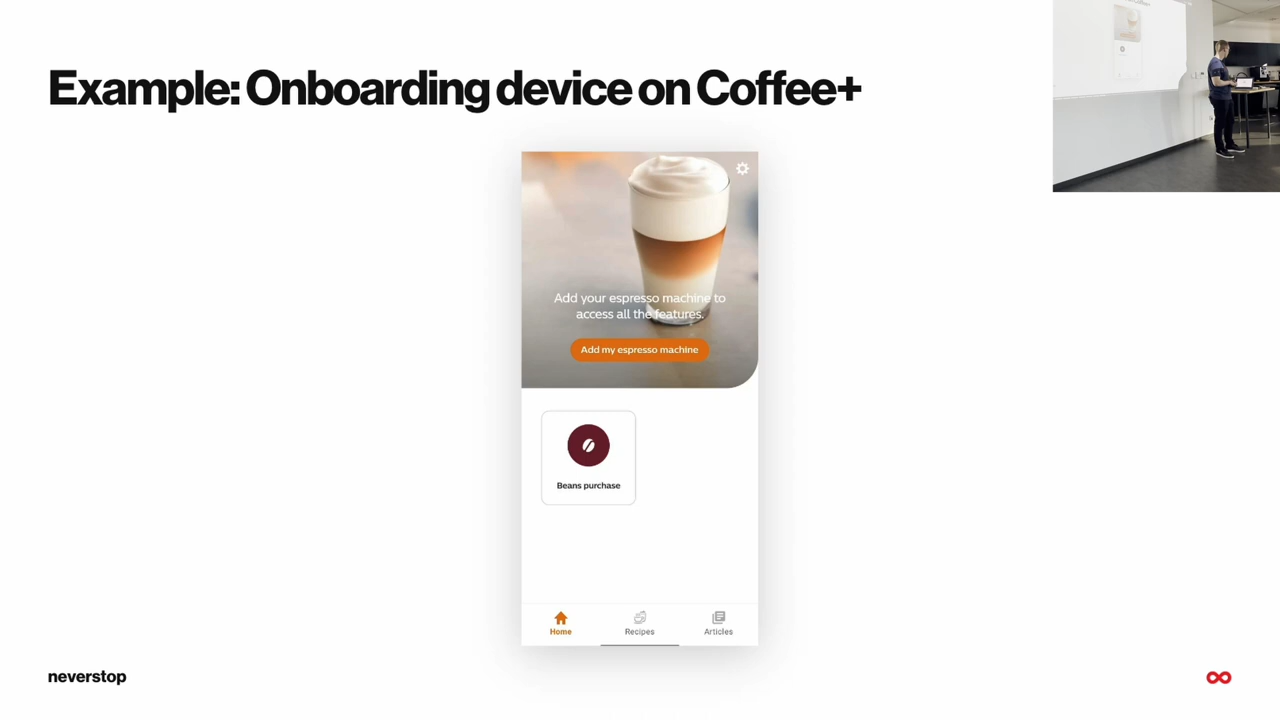 Example: Onboarding device on Coffee+
Add your espresso machine to
access all the features.
Add my espresso machine
Beans purchase
Home
Recipes
Articles
neverstop